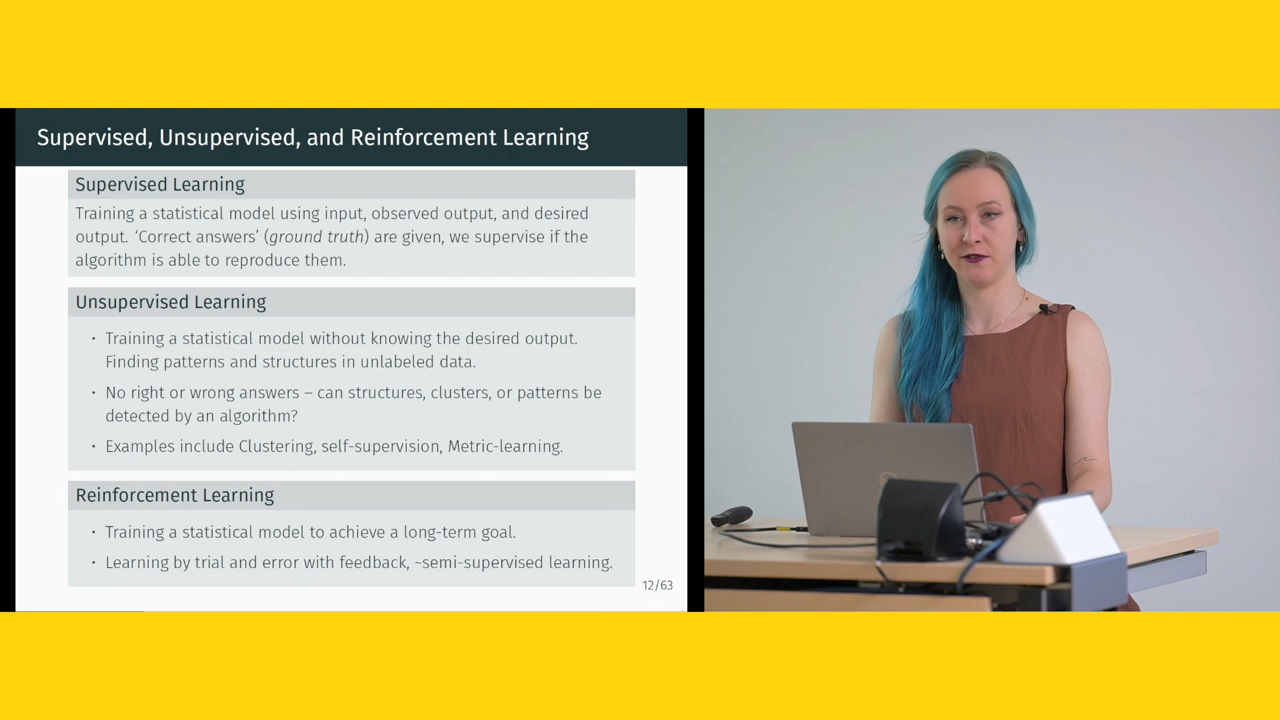 Supervised, Unsupervised, and Reinforcement Learning
Supervised Learning
Training a statistical model using input, observed output, and desired
output. ‘Correct answers’ (ground truth) are given, we supervise if the
algorithm is able to reproduce them.
Unsupervised Learning
• Training a statistical model without knowing the desired output.
Finding patterns and structures in unlabeled data.
• No right or wrong answers – can structures, clusters, or patterns be
detected by an algorithm?
• Examples include Clustering, self-supervision, Metric-learning.
Reinforcement Learning
• Training a statistical model to achieve a long-term goal.
• Learning by trial and error with feedback, ~semi-supervised learning.
12/63